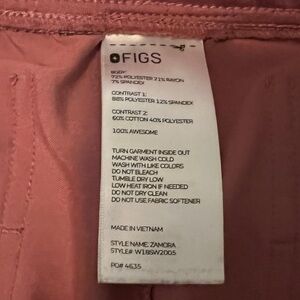 FIGS
BODY:
72% POLYESTER 21% RAYON
7% SPANDEX
CONTRAST 1:
88% POLYESTER 12% SPANDEX
CONTRAST 2:
60% COTTON 40% POLYESTER
100% AWESOME
TURN GARMENT INSIDE OUT
MACHINE WASH COLD
WASH WITH LIKE COLORS
DO NOT BLEACH
TUMBLE DRY LOW
LOW HEAT IRON IF NEEDED
DO NOT DRY CLEAN
DO NOT USE FABRIC SOFTENER
MADE IN VIETNAM
STYLE NAME: ZAMORA
STYLE# W18SW2005
PO# 4635